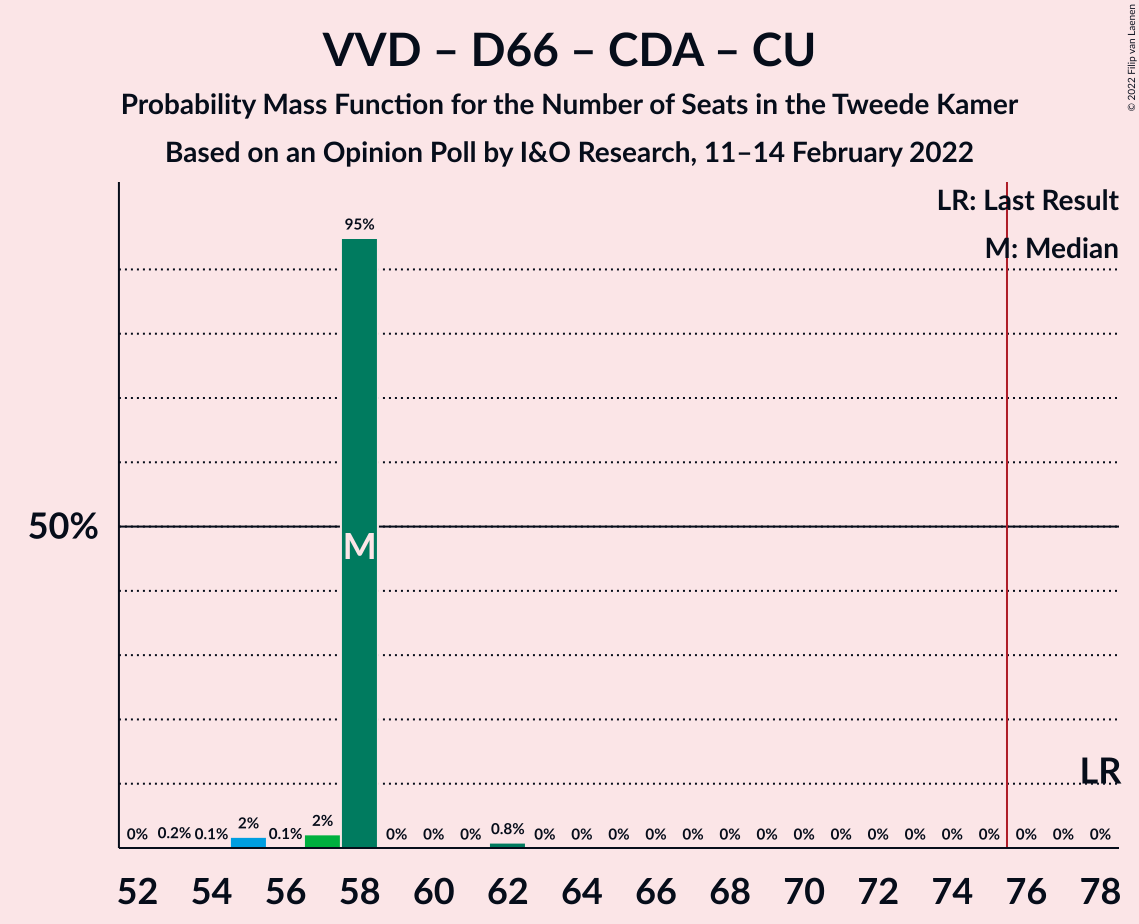 VVD – D66 – CDA – CU
Probability Mass Function for the Number of Seats in the Tweede Kamer
Based on an Opinion Poll by I&O Research, 11–14 February 2022
© 2022 Filip van Laenen
LR: Last Result
M: Median
95%
50%
M
LR
0% 0.2% 0.1% 2% 0.1% 2% 0% 0% 0% 0.8% 0% 0% 0% 0% 0% 0% 0% 0% 0% 0% 0% 0% 0% 0% 0% 0%
52 54 56 58 60 62 64 66 68 70 72 74 76 78